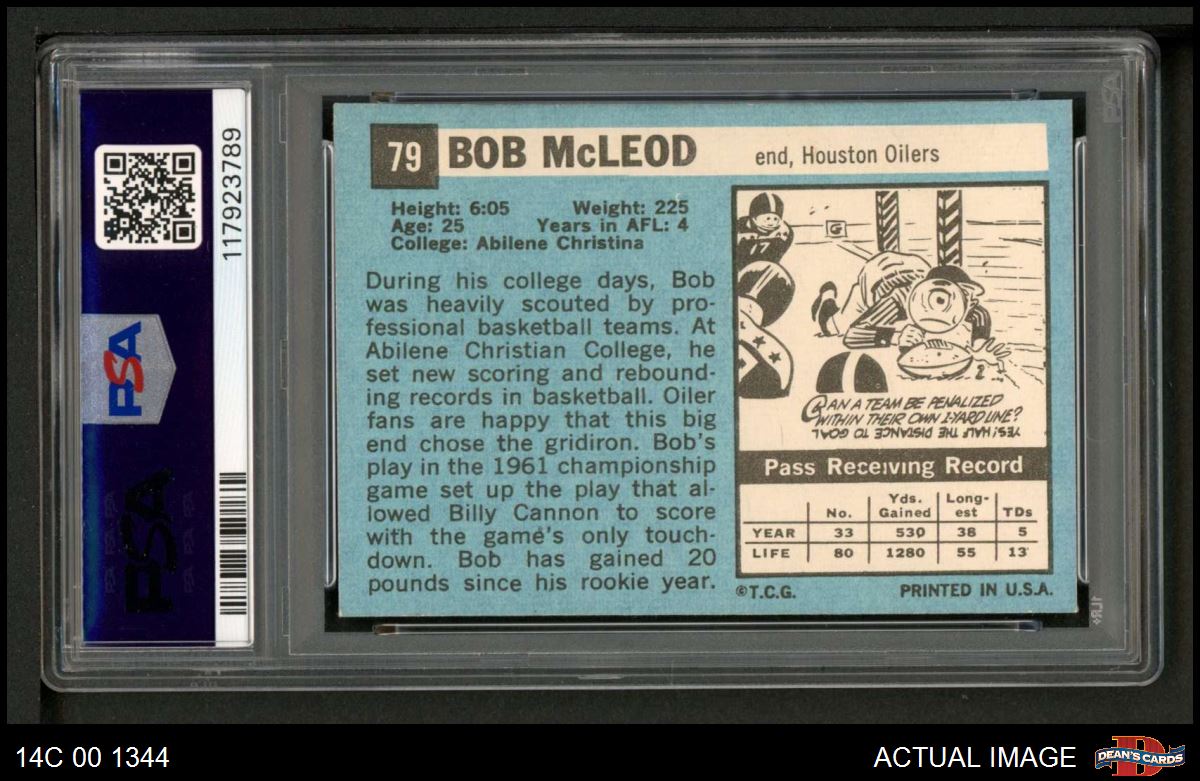 117923789
PSA
PSA
79 BOB McLEOD end, Houston Oilers
Height: 6:05 Weight: 225
Age: 25 Years in AFL: 4
College: Abilene Christina
During his college days, Bob
was heavily scouted by pro-
fessional basketball teams. At
Abilene Christian College, he
set new scoring and rebound-
ing records in basketball. Oiler
fans are happy that this big
end chose the gridiron. Bob's
play in the 1961 championship
game set up the play that al-
lowed Billy Cannon to score
with the game's only touch-
down. Bob has gained 20
pounds since his rookie year.
17
G
2
CAN A TEAM BE PENALIZED
WITHIN THEIR OWN 1-YARD LINE?
YES! HALF THE DISTANCE TO GOAL
Pass Receiving Record
No. Yds. Gained Long-est TDs
YEAR 33 530 38 5
LIFE 80 1280 55 13
©T.C.G. PRINTED IN U.S.A.
14C 00 1344
ACTUAL IMAGE
DEAN'S CARDS